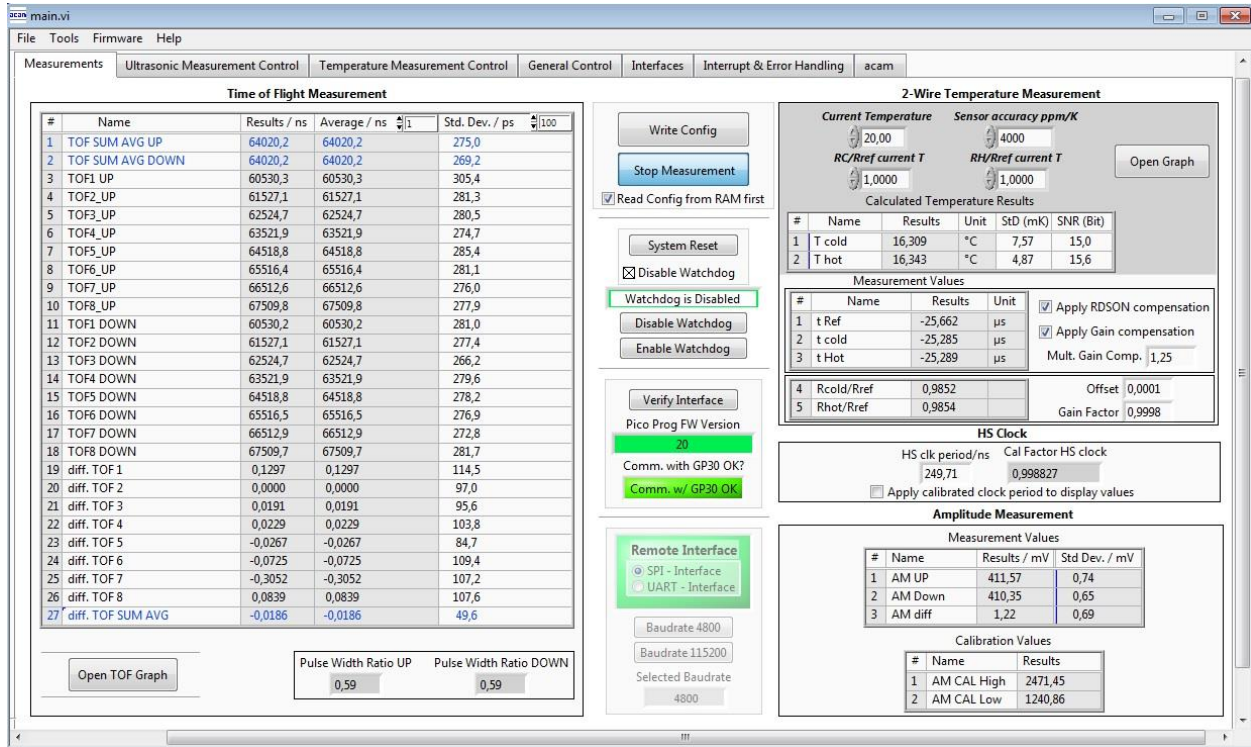 acam main.vi
File Tools Firmware Help
Measurements Ultrasonic Measurement Control Temperature Measurement Control General Control Interfaces Interrupt & Error Handling acam
Time of Flight Measurement
# Name Results / ns Average / ns 1 Std. Dev. / ps 100
1 TOF SUM AVG UP 64020,2 64020,2 275,0
2 TOF SUM AVG DOWN 64020,2 64020,2 269,2
3 TOF1 UP 60530,3 60530,3 305,4
4 TOF2_UP 61527,1 61527,1 281,3
5 TOF3_UP 62524,7 62524,7 280,5
6 TOF4_UP 63521,9 63521,9 274,7
7 TOF5_UP 64518,8 64518,8 285,4
8 TOF6_UP 65516,4 65516,4 281,1
9 TOF7_UP 66512,6 66512,6 276,0
10 TOF8_UP 67509,8 67509,8 277,9
11 TOF1 DOWN 60530,2 60530,2 281,0
12 TOF2 DOWN 61527,1 61527,1 277,4
13 TOF3 DOWN 62524,7 62524,7 266,2
14 TOF4 DOWN 63521,9 63521,9 279,6
15 TOF5 DOWN 64518,8 64518,8 278,2
16 TOF6 DOWN 65516,5 65516,5 276,9
17 TOF7 DOWN 66512,9 66512,9 272,8
18 TOF8 DOWN 67509,7 67509,7 281,7
19 diff. TOF 1 0,1297 0,1297 114,5
20 diff. TOF 2 0,0000 0,0000 97,0
21 diff. TOF 3 0,0191 0,0191 95,6
22 diff. TOF 4 0,0229 0,0229 103,8
23 diff. TOF 5 -0,0267 -0,0267 84,7
24 diff. TOF 6 -0,0725 -0,0725 109,4
25 diff. TOF 7 -0,3052 -0,3052 107,2
26 diff. TOF 8 0,0839 0,0839 107,6
27 diff. TOF SUM AVG -0,0186 -0,0186 49,6
Open TOF Graph
Pulse Width Ratio UP Pulse Width Ratio DOWN
0,59 0,59
Write Config
Stop Measurement
Read Config from RAM first
System Reset
Disable Watchdog
Watchdog is Disabled
Disable Watchdog
Enable Watchdog
Verify Interface
Pico Prog FW Version
20
Comm. with GP30 OK?
Comm. w/ GP30 OK
Remote Interface
SPI - Interface
UART - Interface
Baudrate 4800
Baudrate 115200
Selected Baudrate
4800
2-Wire Temperature Measurement
Current Temperature Sensor accuracy ppm/K
20,00 4000
RC/Rref current T RH/Rref current T
1,0000 1,0000
Open Graph
Calculated Temperature Results
# Name Results Unit StD (mK) SNR (Bit)
1 T cold 16,309 °C 7,57 15,0
2 T hot 16,343 °C 4,87 15,6
Measurement Values
# Name Results Unit
1 t Ref -25,662 µs
2 t cold -25,285 µs
3 t Hot -25,289 µs
Apply RDSON compensation
Apply Gain compensation
Mult. Gain Comp. 1,25
4 Rcold/Rref 0,9852
5 Rhot/Rref 0,9854
Offset 0,0001
Gain Factor 0,9998
HS Clock
HS clk period/ns Cal Factor HS clock
249,71 0,998827
Apply calibrated clock period to display values
Amplitude Measurement
Measurement Values
# Name Results / mV Std Dev. / mV
1 AM UP 411,57 0,74
2 AM Down 410,35 0,65
3 AM diff 1,22 0,69
Calibration Values
# Name Results
1 AM CAL High 2471,45
2 AM CAL Low 1240,86